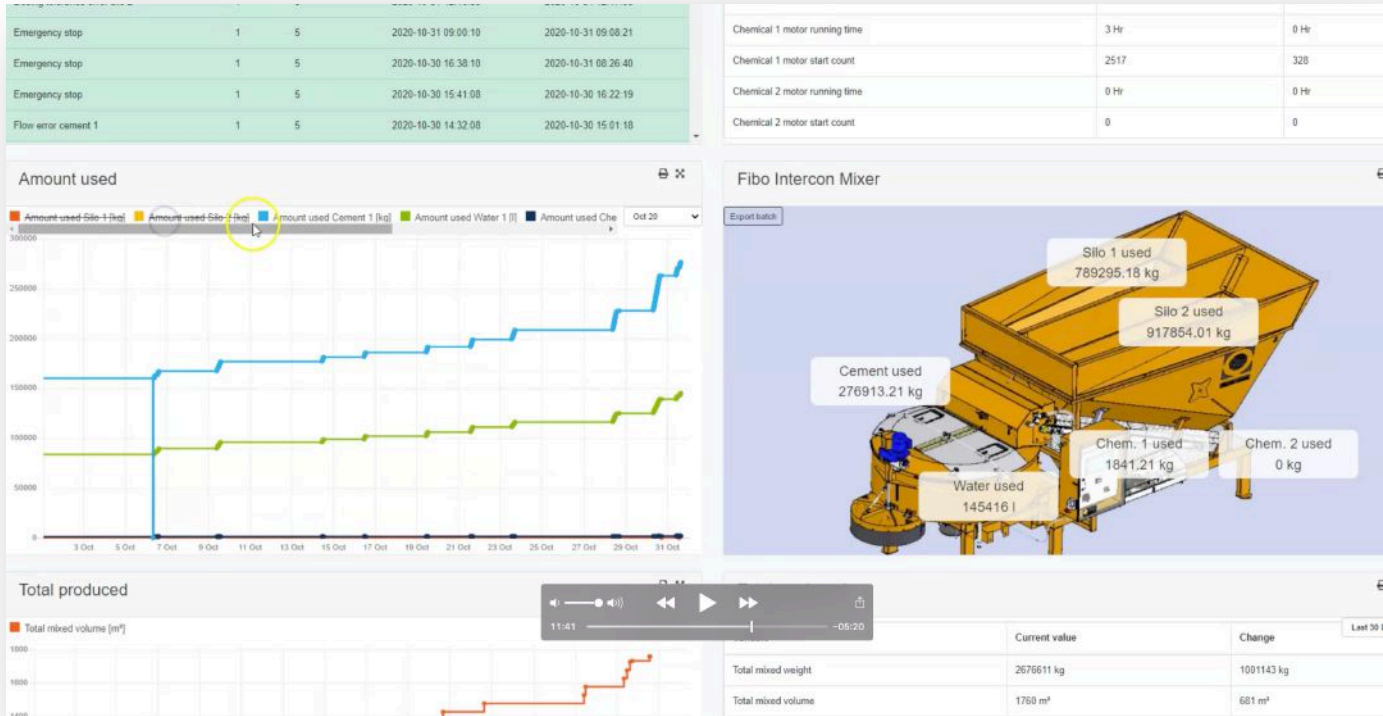 Emergency stop 1 5 2020-10-31 09:00:10 2020-10-31 09:08:21
Emergency stop 1 5 2020-10-30 16:38:18 2020-10-31 08:26:40
Emergency stop 1 5 2020-10-30 15:41:08 2020-10-30 16:22:19
Flow error cement 1 1 5 2020-10-30 14:32:08 2020-10-30 15:01:18
Chemical 1 motor running time 3 Hr 0 Hr
Chemical 1 motor start count 2517 328
Chemical 2 motor running time 0 Hr 0 Hr
Chemical 2 motor start count 0 0
Amount used
Amount used Silo 1 [kg] Amount used Silo 2 [kg] Amount used Cement 1 [kg] Amount used Water 1 [l] Amount used Che Oct 20
300000
250000
200000
150000
100000
50000
0
3 Oct 5 Oct 7 Oct 9 Oct 11 Oct 13 Oct 15 Oct 17 Oct 19 Oct 21 Oct 23 Oct 25 Oct 27 Oct 29 Oct 31 Oct
Fibo Intercon Mixer
Export batch
Silo 1 used
789295.18 kg
Silo 2 used
917854.01 kg
Cement used
276913.21 kg
Chem. 1 used
1841.21 kg
Chem. 2 used
0 kg
Water used
145416 l
Total produced
Total mixed volume [m³]
1800
1600
1400
11:41 -05:20
Last 30
Current value Change
Total mixed weight 2676611 kg 1001143 kg
Total mixed volume 1760 m³ 681 m³